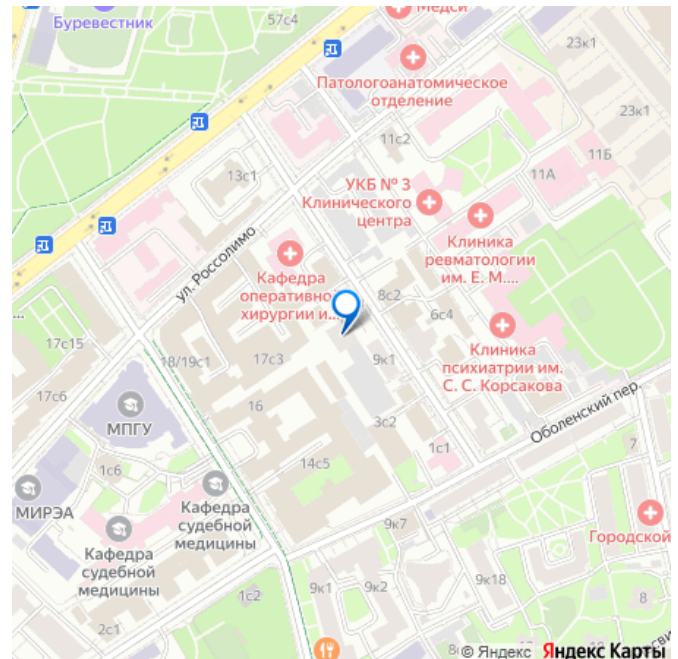 57с4
Медси
Буревестник
23к1
Патологоанатомическое
отделение
23к1
11с2
11Б
13с1
УКБ № 3
Клинического
центра
11А
Клиника
ревматологии
им. Е. М....
ул. Россолимо
Кафедра
оперативной
хирургии и...
8с2
6с4
...
17с15
Клиника
психиатрии им.
С. С. Корсакова
18/19с1
17с3
9к1
17с6
16
Оболенский пер.
МПГУ
3с2
1с1
7
14с5
1с6
МИРЭА
Кафедра
судебной
медицины
Городской
9к7
Кафедра
судебной
медицины
9к1
9к2
9к18
1с2
8
2с1
© Яндекс Яндекс Карты